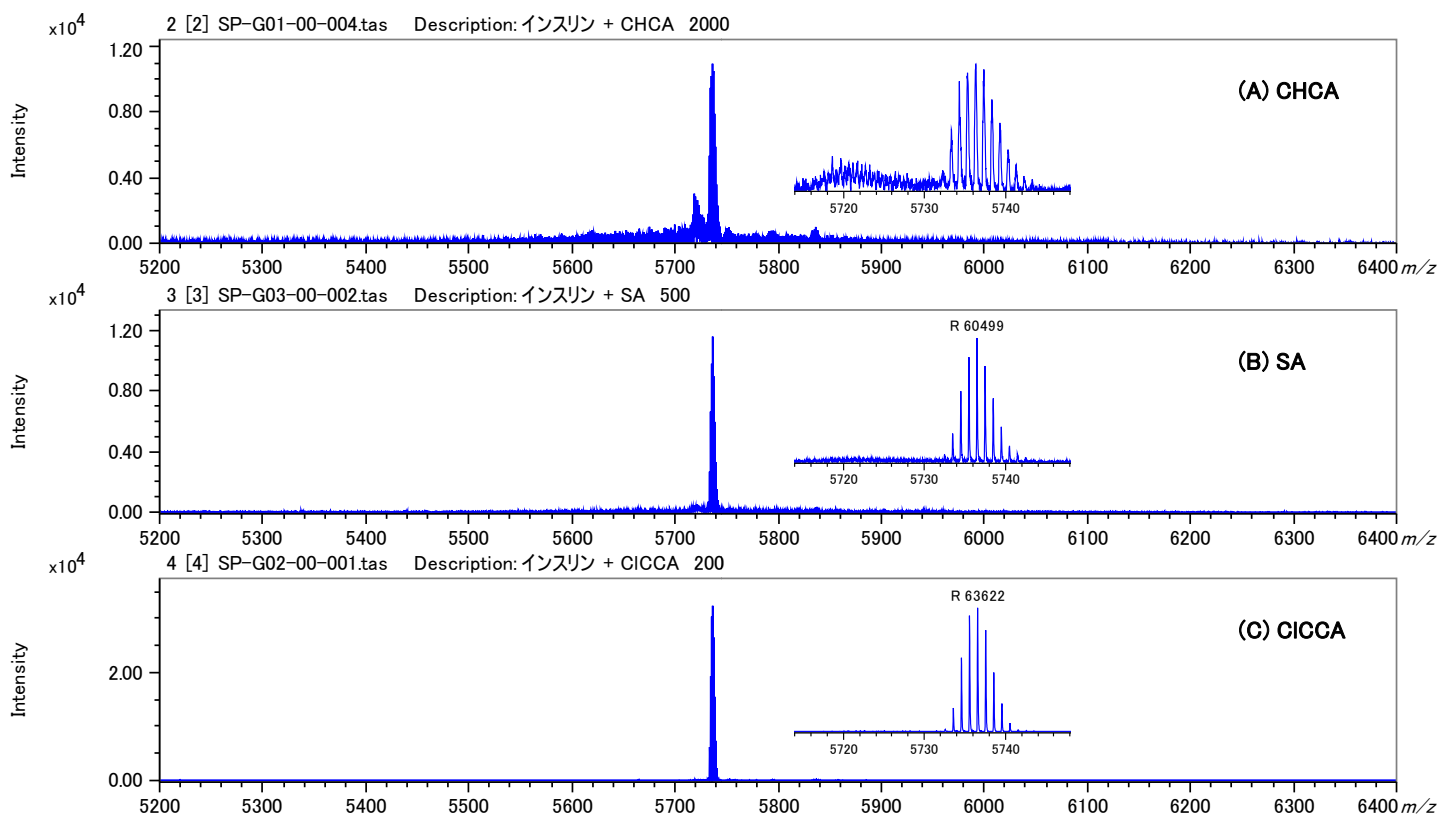 2 [2] SP-G01-00-004.tas Description: インスリン + CHCA 2000
x10^4
1.20
0.80
0.40
0.00
Intensity
(A) CHCA
5720 5730 5740
5200 5300 5400 5500 5600 5700 5800 5900 6000 6100 6200 6300 6400 m/z
3 [3] SP-G03-00-002.tas Description: インスリン + SA 500
x10^4
1.20
0.80
0.40
0.00
Intensity
R 60499
(B) SA
5720 5730 5740
5200 5300 5400 5500 5600 5700 5800 5900 6000 6100 6200 6300 6400 m/z
4 [4] SP-G02-00-001.tas Description: インスリン + ClCCA 200
x10^4
2.00
0.00
Intensity
R 63622
(C) ClCCA
5720 5730 5740
5200 5300 5400 5500 5600 5700 5800 5900 6000 6100 6200 6300 6400 m/z